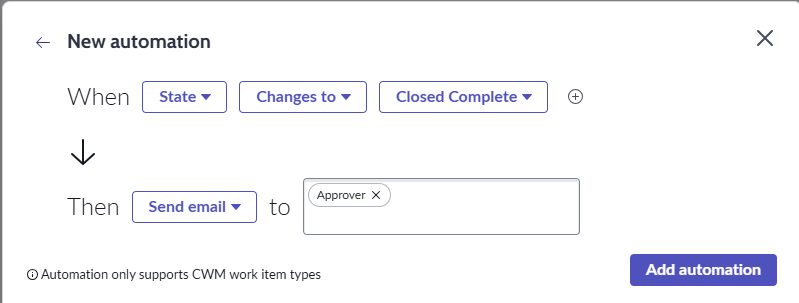 New automation
When State Changes to Closed Complete
Then Send email to Approver
Automation only supports CWM work item types
Add automation